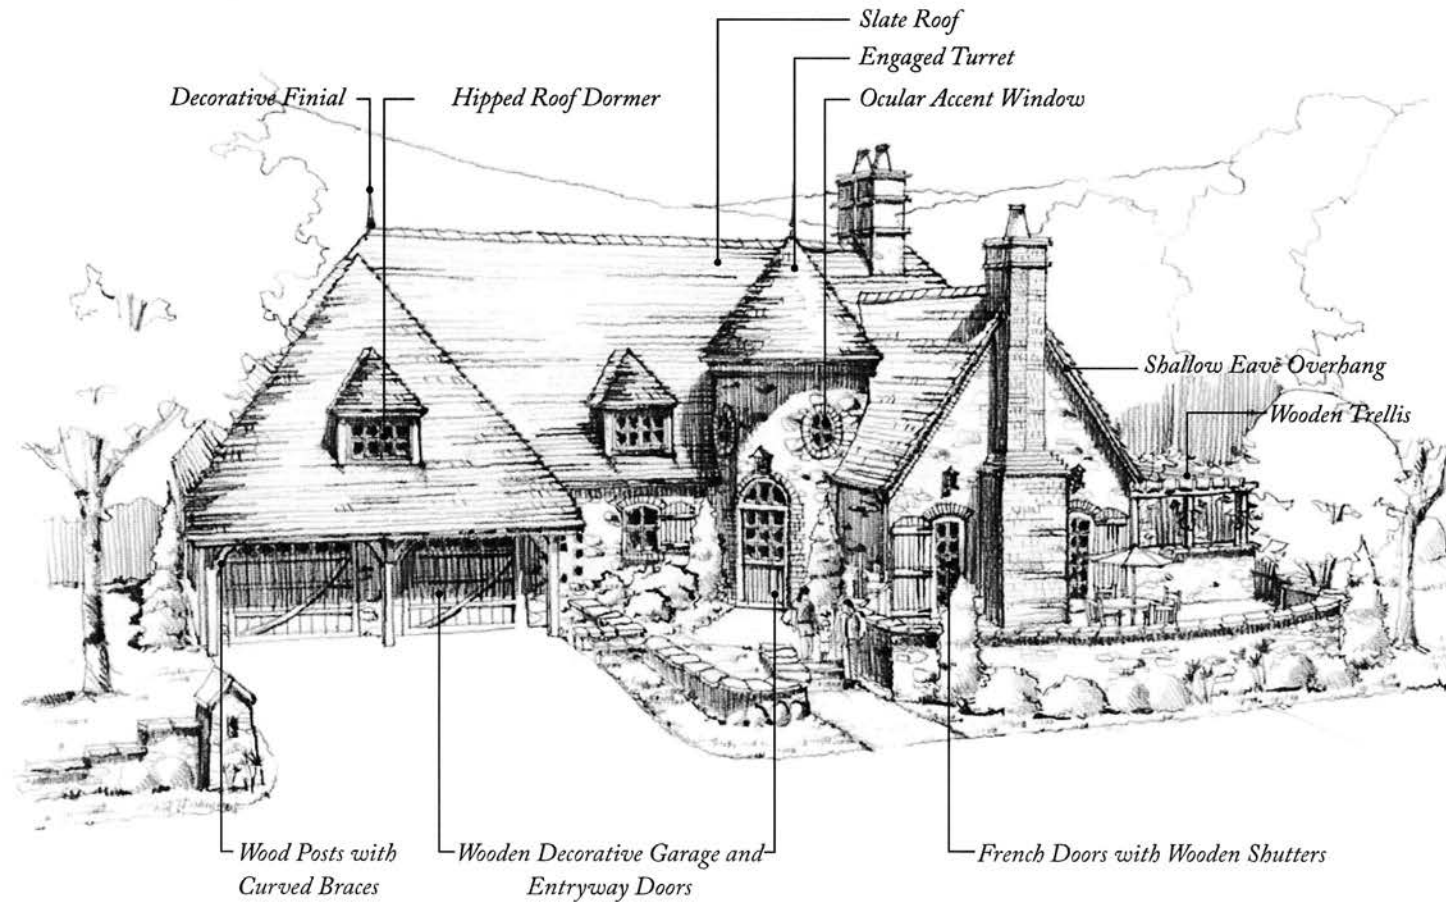 Slate Roof
Engaged Turret
Decorative Finial
Hipped Roof Dormer
Ocular Accent Window
Shallow Eave Overhang
Wooden Trellis
Wood Posts with
Curved Braces
Wooden Decorative Garage and
Entryway Doors
French Doors with Wooden Shutters